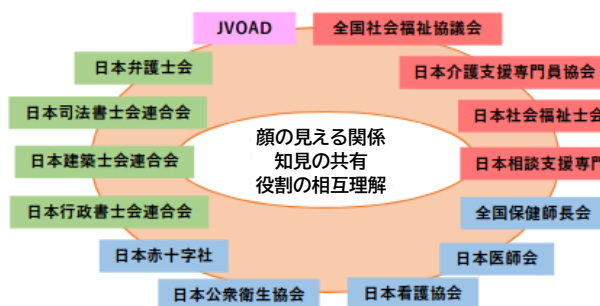 JVOAD
全国社会福祉協議会
日本弁護士会
日本介護支援専門員協会
日本司法書士会連合会
日本社会福祉士会
顔の見える関係
知見の共有
役割の相互理解
日本建築士会連合会
日本相談支援専門
日本行政書士会連合会
全国保健師長会
日本赤十字社
日本医師会
日本公衆衛生協会
日本看護協会